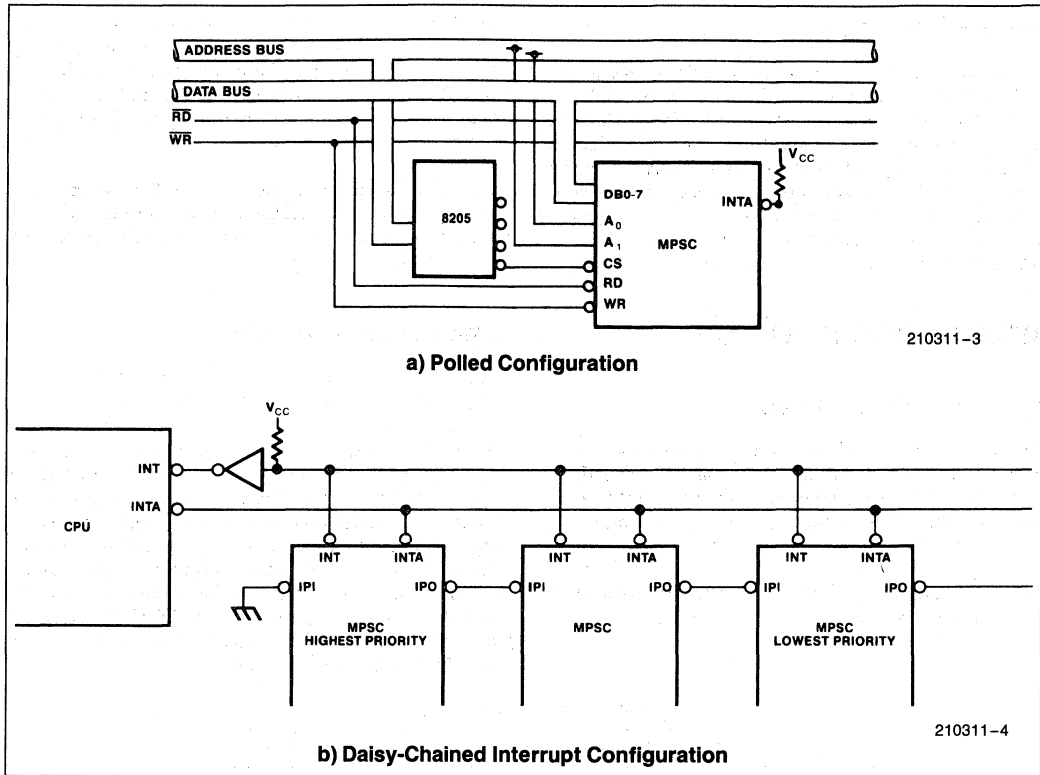 ADDRESS BUS
DATA BUS
RD
WR
VCC
8205
DB0-7
INTA
A0
A1
MPSC
CS
RD
WR
210311-3
a) Polled Configuration
VCC
INT
INTA
CPU
INT INTA INT INTA INT INTA
IPI IPO IPI IPO IPI IPO
MPSC
HIGHEST PRIORITY
MPSC
MPSC
LOWEST PRIORITY
210311-4
b) Daisy-Chained Interrupt Configuration